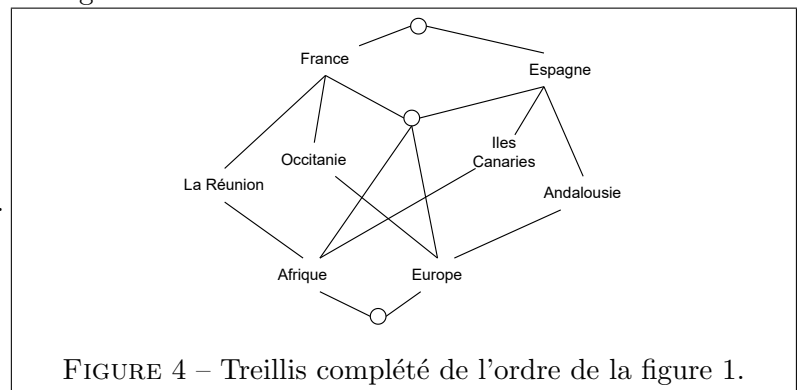 France
Espagne
Iles
Canaries
Occitanie
La Réunion
Andalousie
Afrique
Europe
FIGURE 4 – Treillis complété de l'ordre de la figure 1.